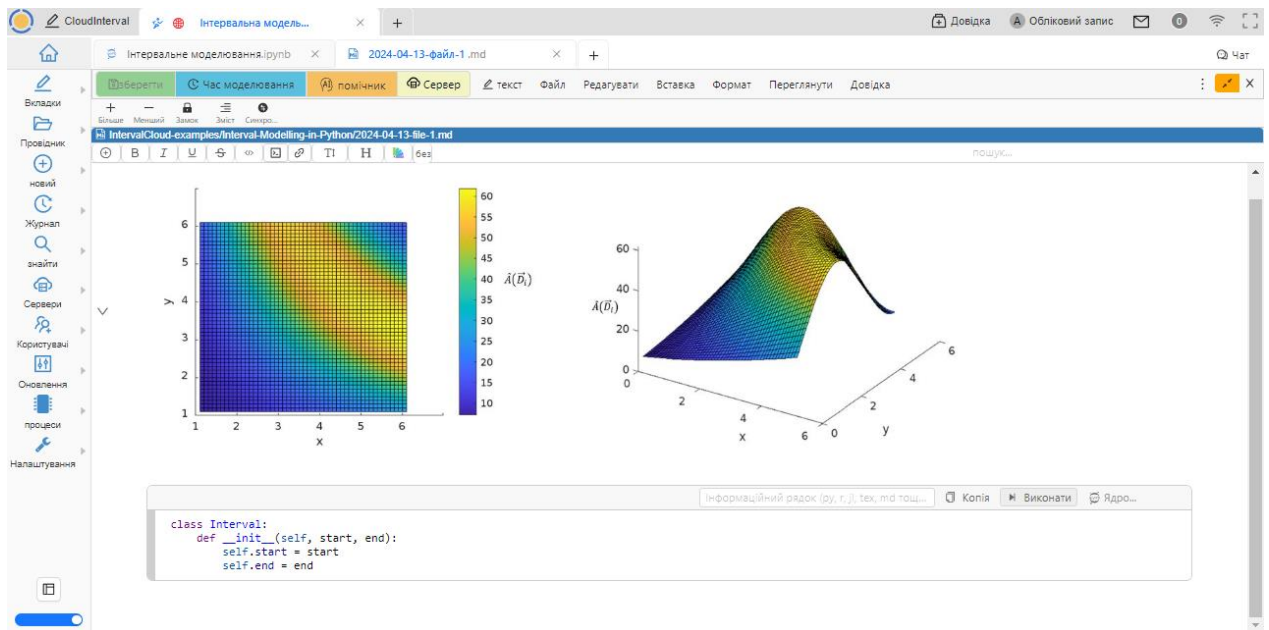 CloudInterval Інтервальна модель... × + Довідка А Обліковий запис 0
Інтервальне моделювання.ipynb × 2024-04-13-файл-1 .md × + Чат
Зберегти Час моделювання AI помічник Сервер текст Файл Редагувати Вставка Формат Переглянути Довідка
Більше Менший Замок Зміст Синхро...
IntervalCloud-examples/Interval-Modelling-in-Python/2024-04-13-file-1.md
B I U S T H без пошук...
Вкладки
Провідник
новий
Журнал
знайти
Сервери
Користувачі
Оновлення
процеси
Налаштування
6
5
4
3
2
1
y
1 2 3 4 5 6
x
60
55
50
45
40
35
30
25
20
15
10
Â(D⃗ᵢ)
60
40
20
0
Â(D⃗ᵢ)
0 2 4 6
x
0 2 4 6
y
Інформаційний рядок (py, r, jl, tex, md тощ... Копія Виконати Ядро...
class Interval:
def __init__(self, start, end):
self.start = start
self.end = end